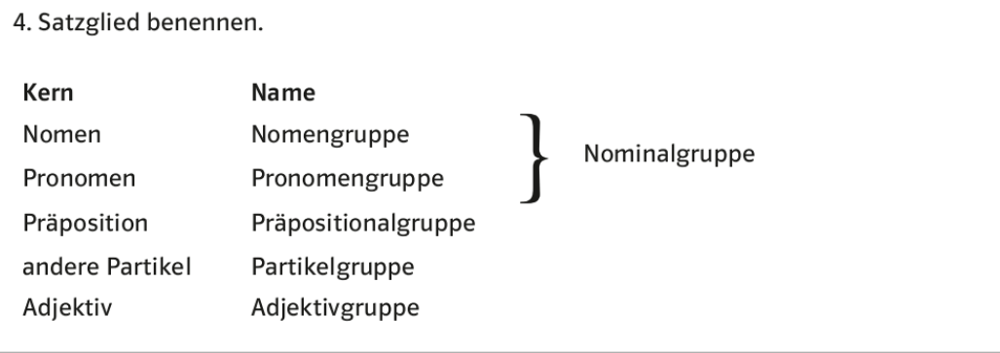 4. Satzglied benennen.
Kern Name
Nomen Nomengruppe
Nominalgruppe
Pronomen Pronomengruppe
Präposition Präpositionalgruppe
andere Partikel Partikelgruppe
Adjektiv Adjektivgruppe